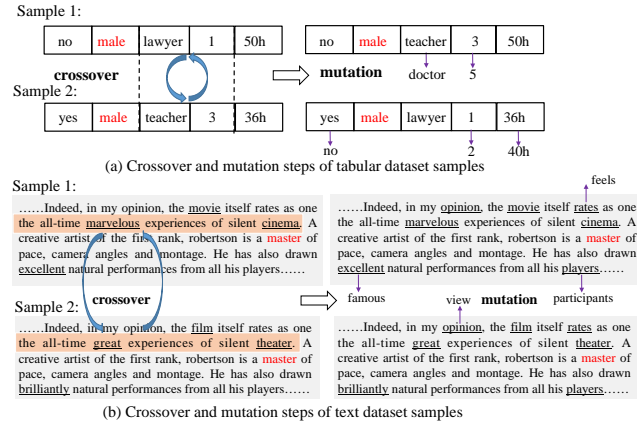 Sample 1:
no male lawyer 1 50h
no male teacher 3 50h
crossover
mutation
doctor 5
Sample 2:
yes male teacher 3 36h
yes male lawyer 1 36h
no 2 40h
(a) Crossover and mutation steps of tabular dataset samples
Sample 1:
feels
……Indeed, in my opinion, the movie itself rates as one
the all-time marvelous experiences of silent cinema. A
creative artist of the first rank, robertson is a master of
pace, camera angles and montage. He has also drawn
excellent natural performances from all his players……
……Indeed, in my opinion, the movie itself rates as one
the all-time marvelous experiences of silent cinema. A
creative artist of the first rank, robertson is a master of
pace, camera angles and montage. He has also drawn
excellent natural performances from all his players……
Sample 2:
crossover
famous view mutation participants
……Indeed, in my opinion, the film itself rates as one
the all-time great experiences of silent theater. A
creative artist of the first rank, robertson is a master of
pace, camera angles and montage. He has also drawn
brilliantly natural performances from all his players……
……Indeed, in my opinion, the film itself rates as one
the all-time great experiences of silent theater. A
creative artist of the first rank, robertson is a master of
pace, camera angles and montage. He has also drawn
brilliantly natural performances from all his players……
(b) Crossover and mutation steps of text dataset samples